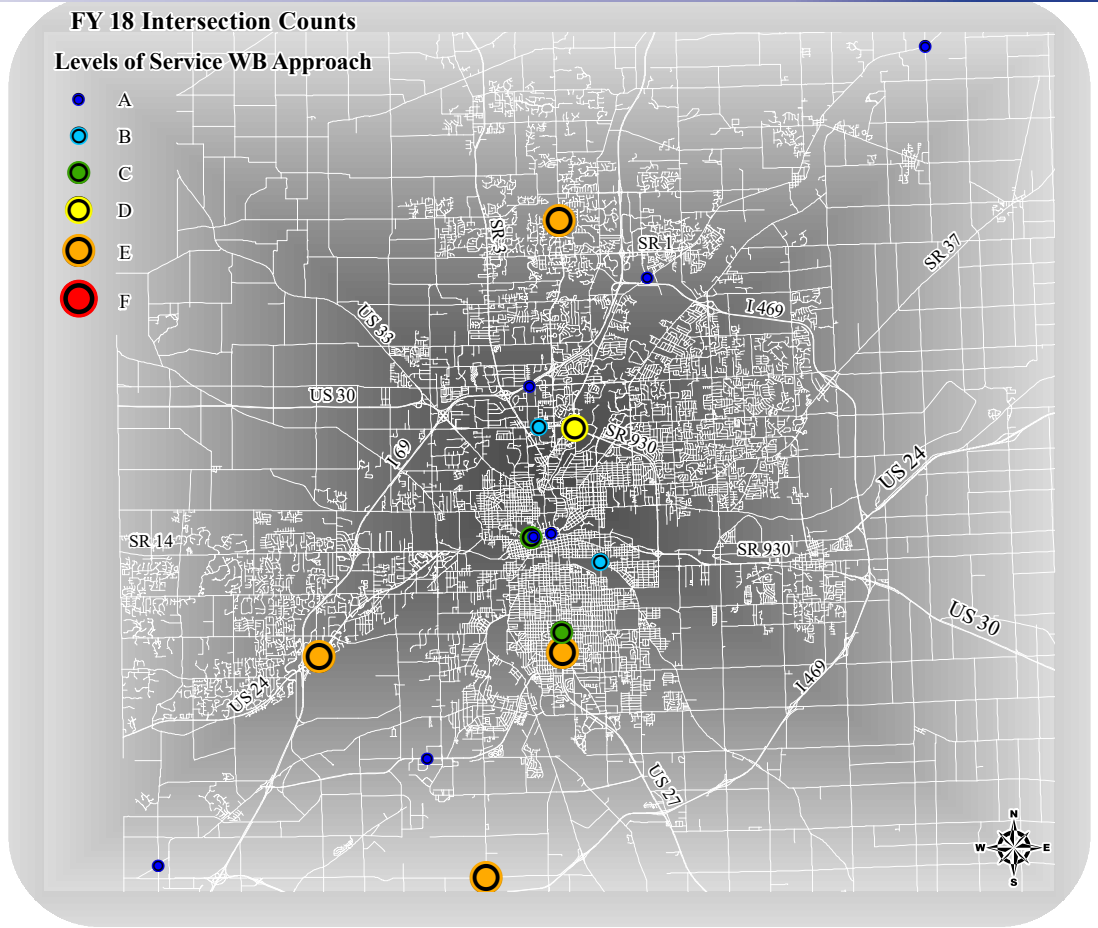 FY 18 Intersection Counts
Levels of Service WB Approach
A
B
C
D
E
F
SR 3
SR 1
SR 37
I 469
US 33
US 30
I 69
SR 930
US 24
SR 14
SR 930
US 30
US 24
I 469
US 27
N
W E
S